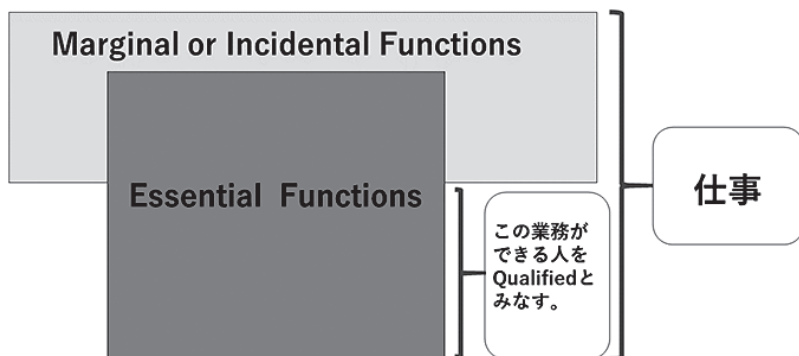 Marginal or Incidental Functions
Essential Functions
この業務が
できる人を
Qualifiedと
みなす。
仕事